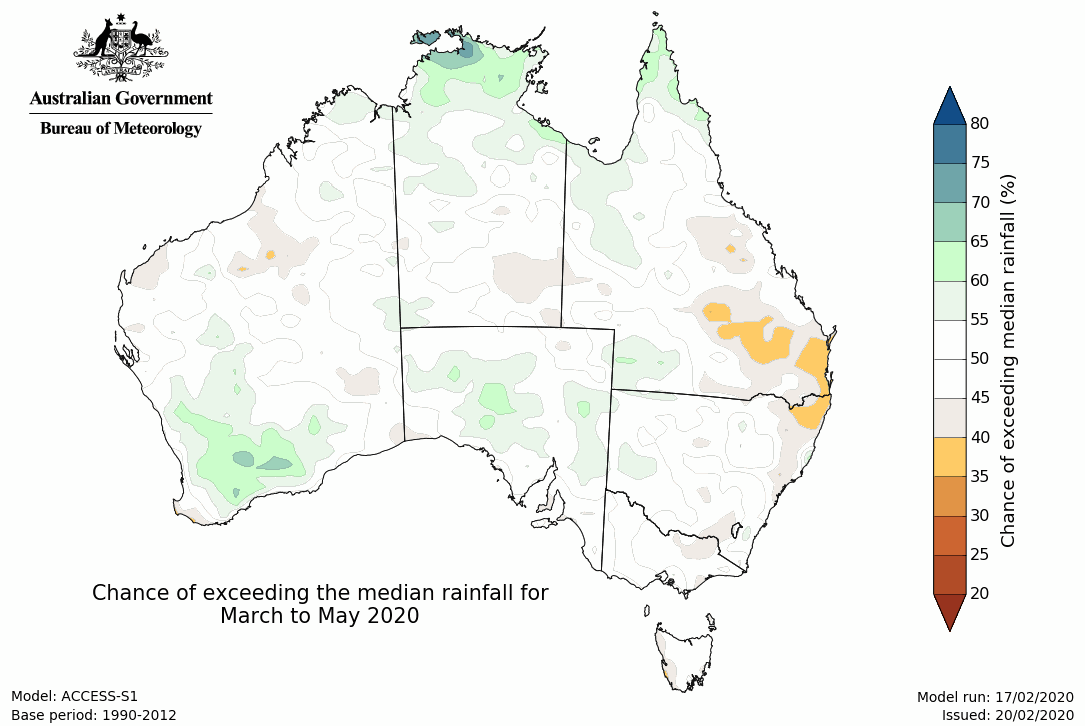 Australian Government
Bureau of Meteorology
80
75
70
65
60
55
50
45
40
35
30
25
20
Chance of exceeding median rainfall (%)
Chance of exceeding the median rainfall for
March to May 2020
Model: ACCESS-S1
Base period: 1990-2012
Model run: 17/02/2020
Issued: 20/02/2020